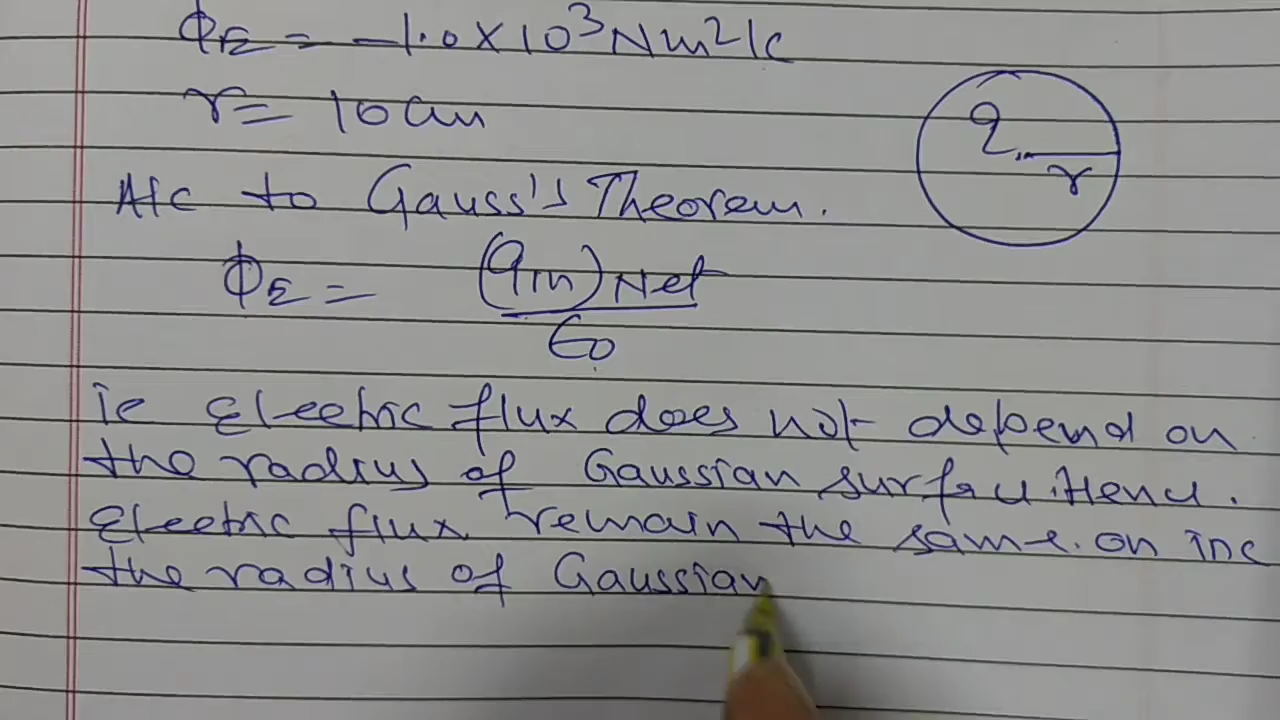 ΦE = -1.0 × 10³ Nm²/c
r = 10 cm
q
r
A/c to Gauss's Theorem.
ΦE = (qin) Net
ϵ0
ie Electric flux does not depend on
the radius of Gaussian surface. Hence.
Electric flux remain the same on inc
the radius of Gaussian